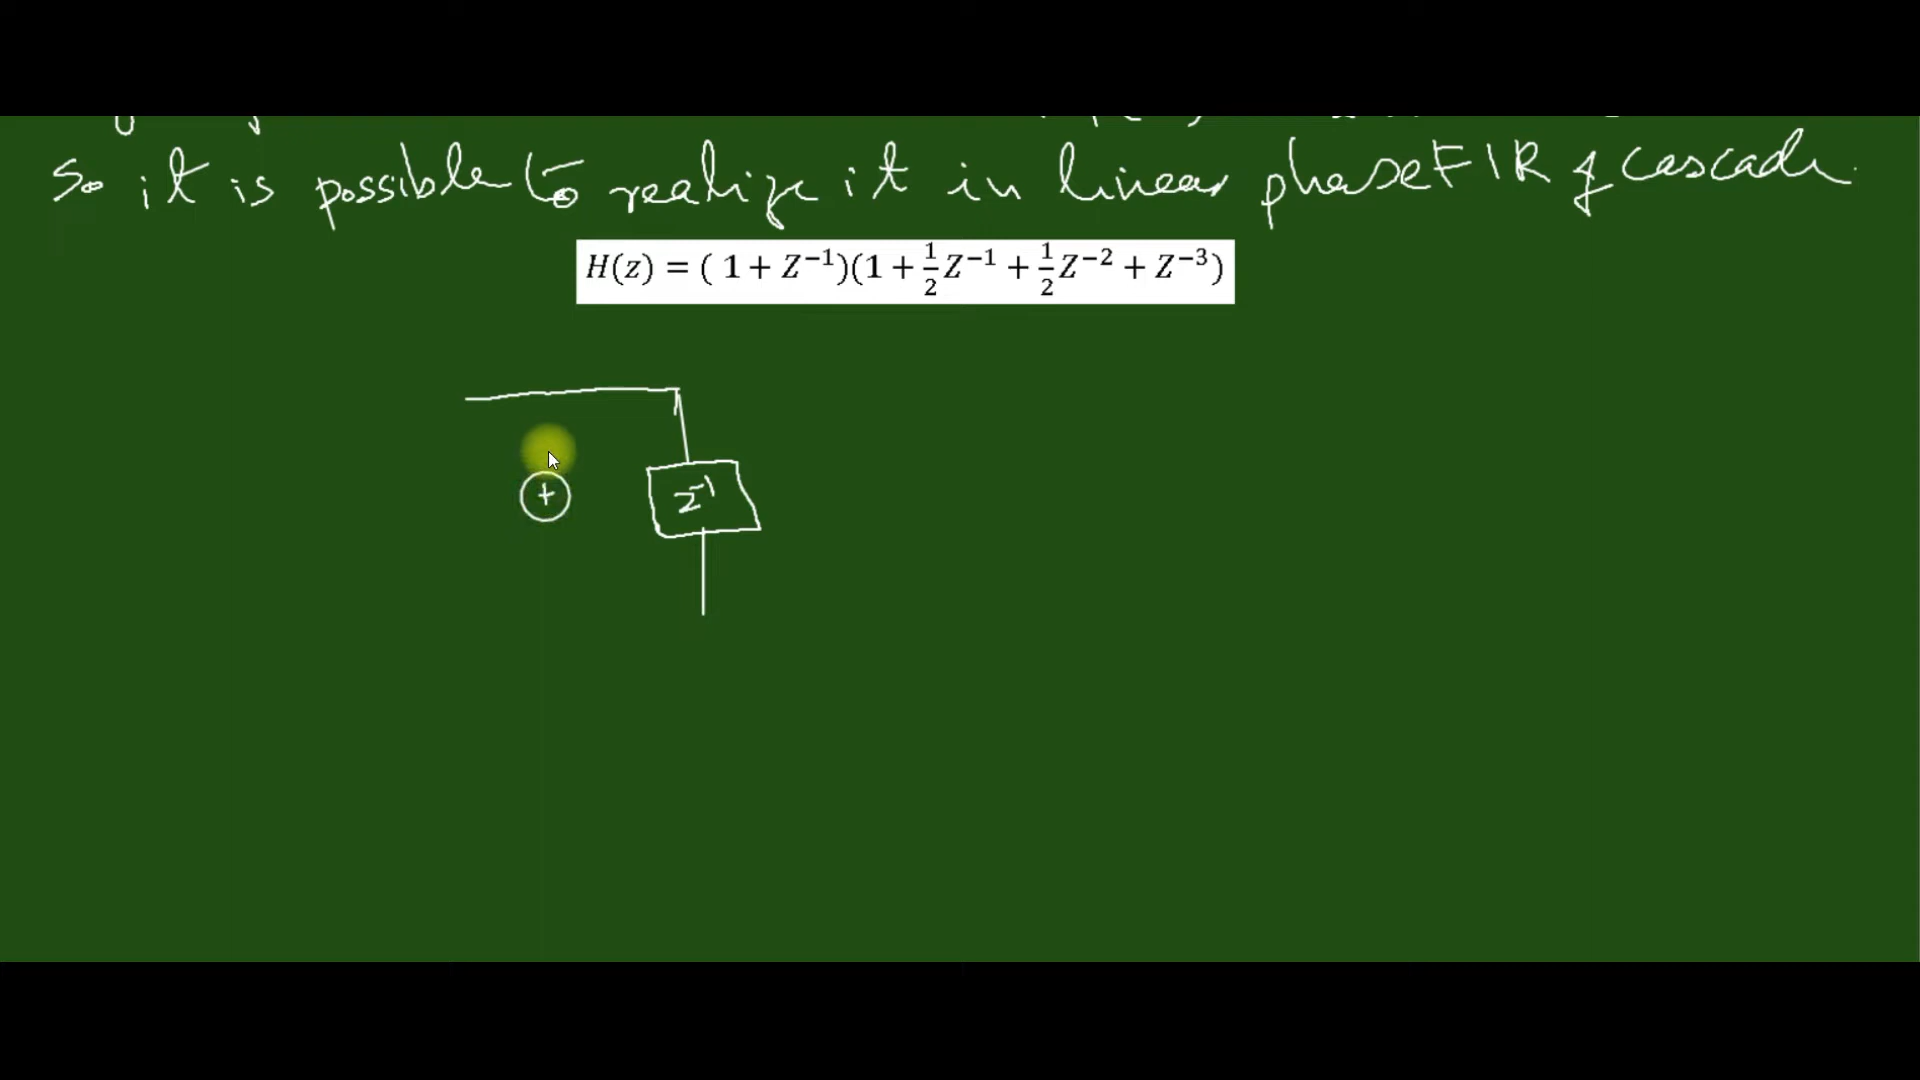 So it is possible to realize it in linear phase FIR & cascade.
H(z) = ( 1 + Z⁻¹)(1 + ½Z⁻¹ + ½Z⁻² + Z⁻³)
+
z⁻¹